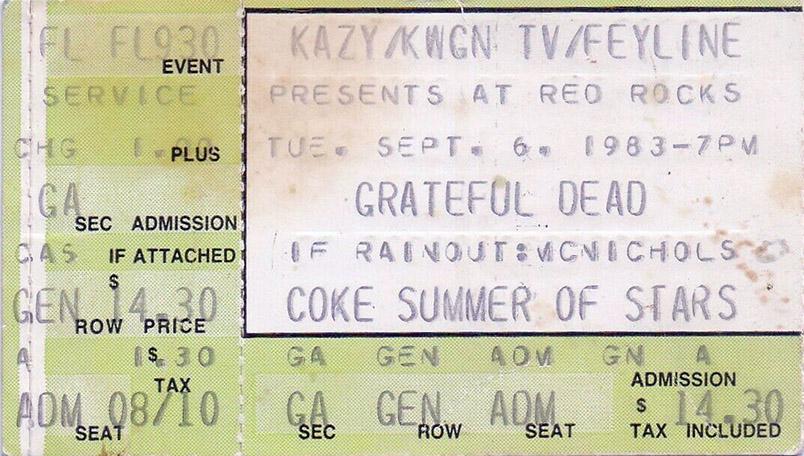 FL FL930
EVENT
SERVICE
CHG 1.00
PLUS
GA
SEC ADMISSION
CAS IF ATTACHED
$
GEN 14.30
ROW PRICE
A $1.30
TAX
ADM 08/10
SEAT
KAZY/KWGN TV/FEYLINE
PRESENTS AT RED ROCKS
TUE. SEPT. 6. 1983-7PM
GRATEFUL DEAD
IF RAINOUT:MCNICHOLS
COKE SUMMER OF STARS
GA GEN ADM GN A
ADMISSION
GA GEN ADM $ 14.30
SEC ROW SEAT TAX INCLUDED